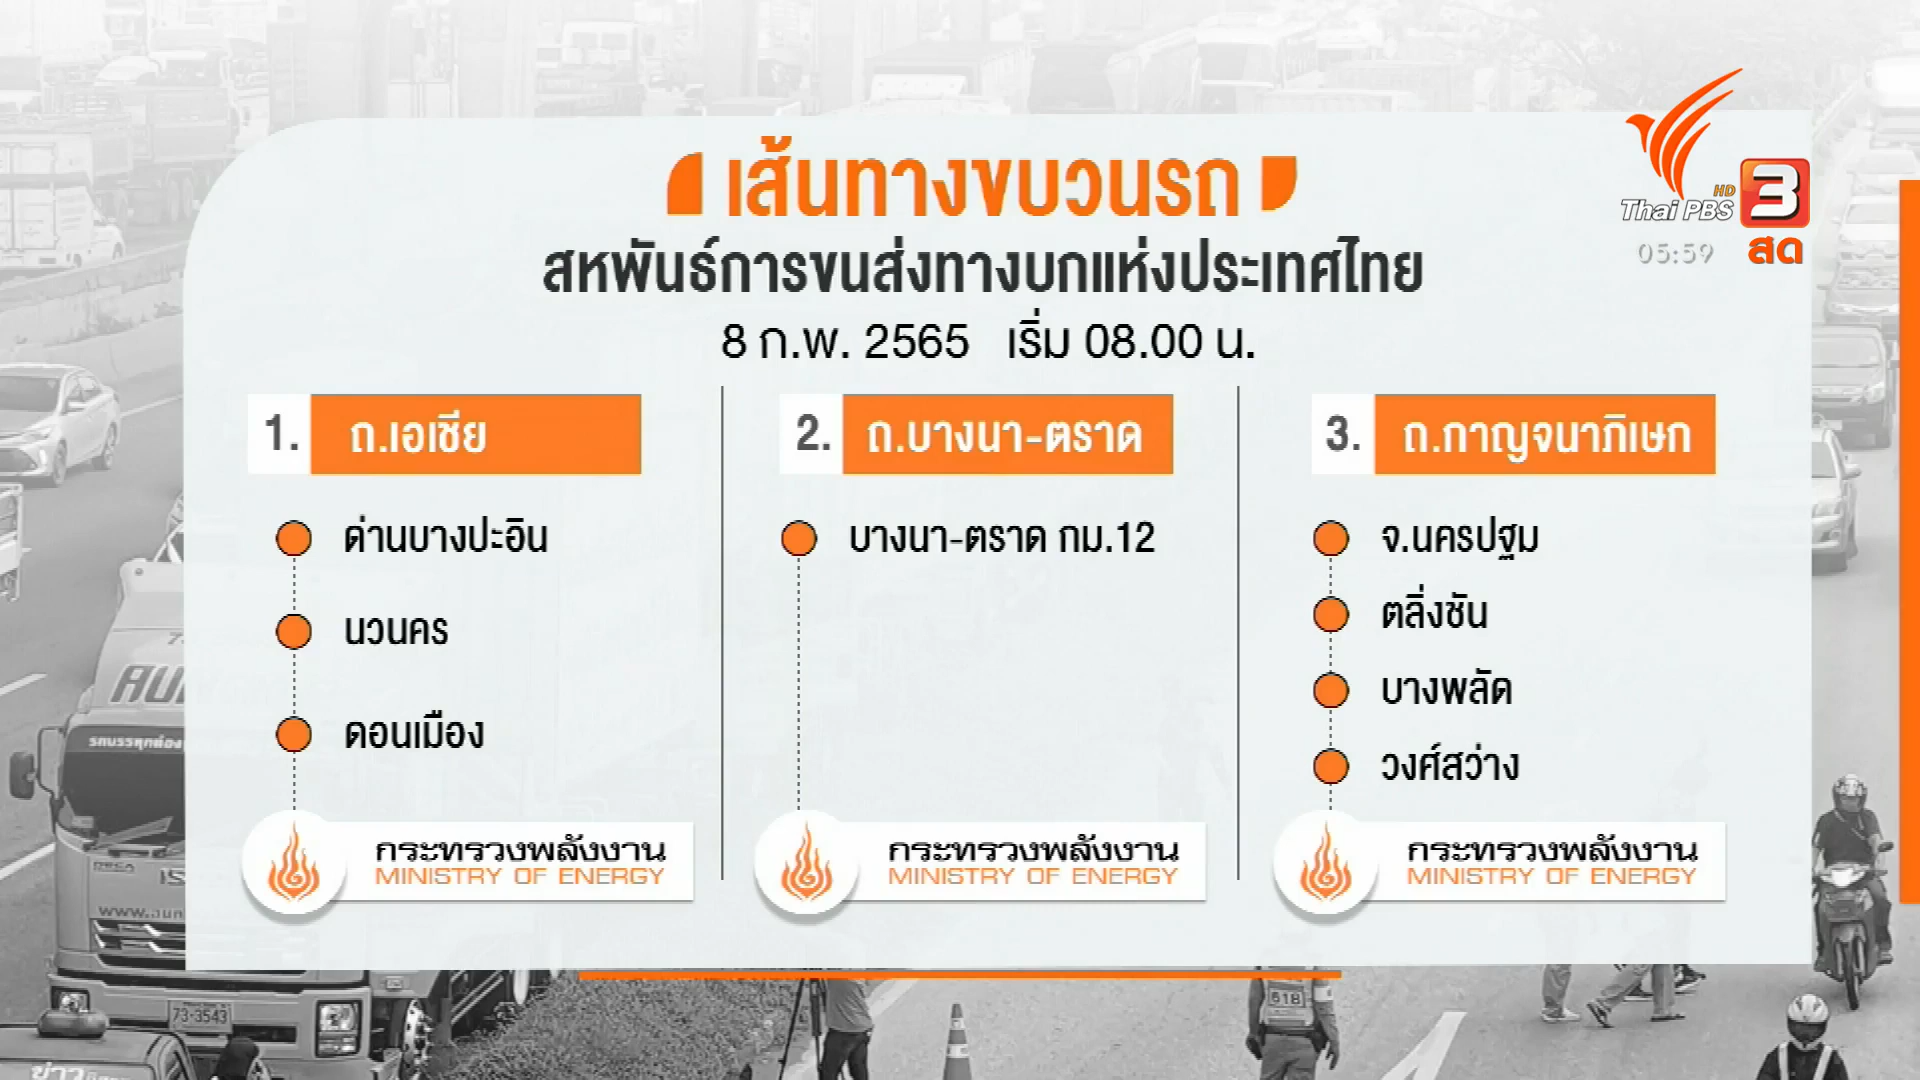 เส้นทางขบวนรถ
สหพันธ์การขนส่งทางบกแห่งประเทศไทย
8 ก.พ. 2565 เริ่ม 08.00 น.
HD
Thai PBS 3
05:59 สด
1. ถ.เอเชีย
ด่านบางปะอิน
นวนคร
ดอนเมือง
กระทรวงพลังงาน
MINISTRY OF ENERGY
2. ถ.บางนา-ตราด
บางนา-ตราด กม.12
กระทรวงพลังงาน
MINISTRY OF ENERGY
3. ถ.กาญจนาภิเษก
จ.นครปฐม
ตลิ่งชัน
บางพลัด
วงศ์สว่าง
กระทรวงพลังงาน
MINISTRY OF ENERGY
73-3543
518